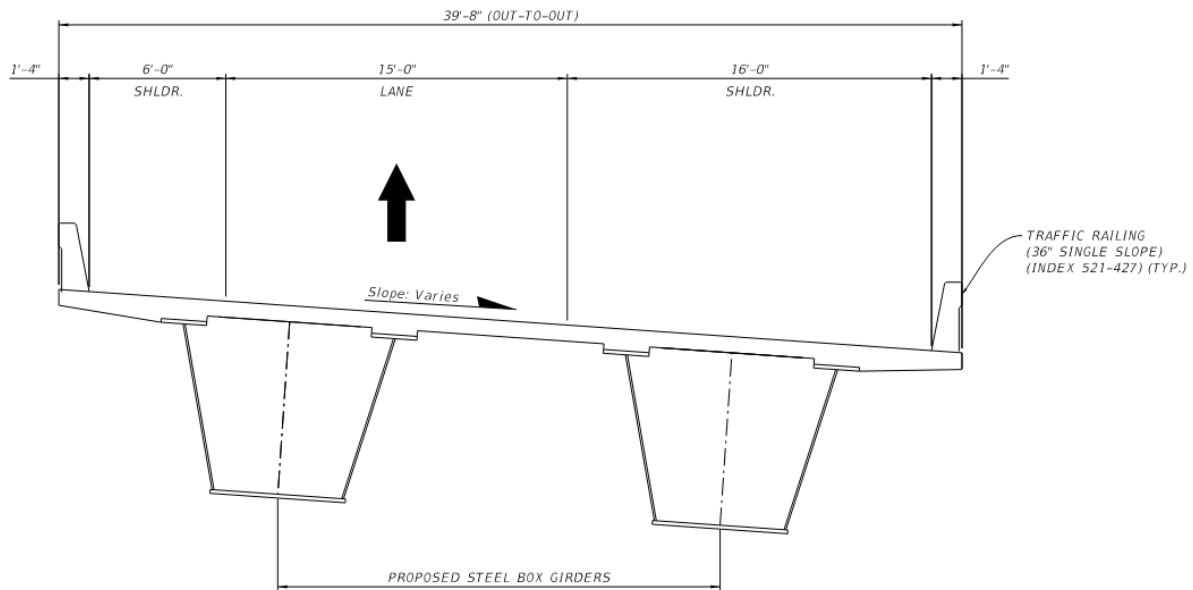 39'-8" (OUT-TO-OUT)
1'-4"
6'-0"
15'-0"
16'-0"
1'-4"
SHLDR.
LANE
SHLDR.
TRAFFIC RAILING
(36" SINGLE SLOPE)
(INDEX 521-427) (TYP.)
Slope: Varies
PROPOSED STEEL BOX GIRDERS